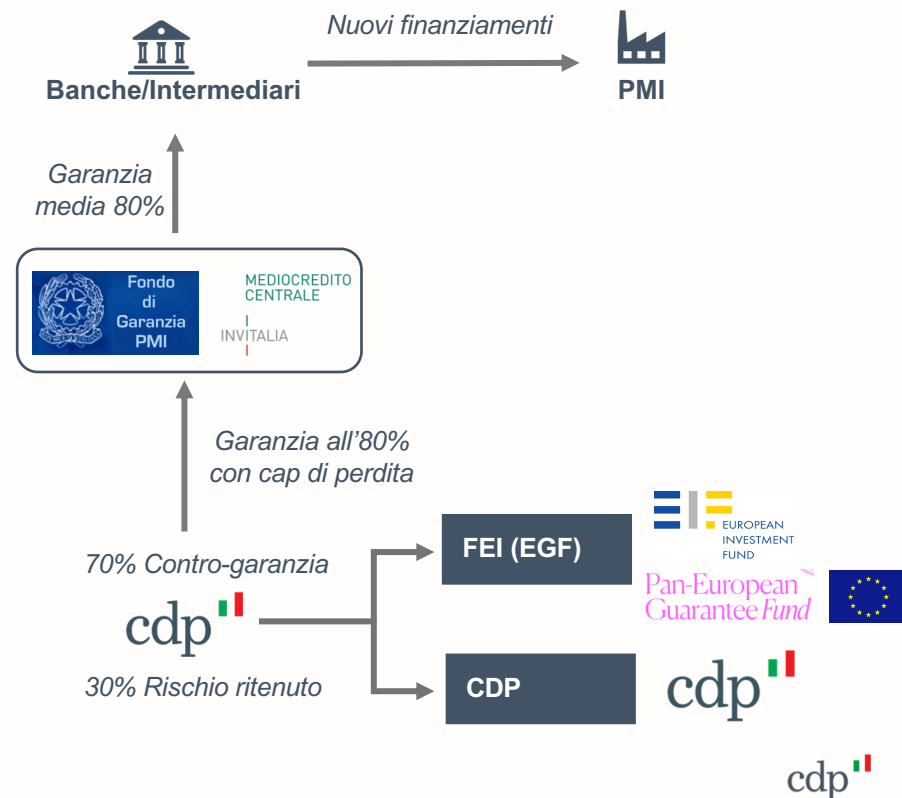 Nuovi finanziamenti
Banche/Intermediari
PMI
Garanzia
media 80%
Fondo
di
Garanzia
PMI
MEDIOCREDITO
CENTRALE
INVITALIA
Garanzia all’80%
con cap di perdita
70% Contro-garanzia
cdp
30% Rischio ritenuto
FEI (EGF)
EIF
EUROPEAN
INVESTMENT
FUND
Pan-European
Guarantee Fund
CDP
cdp
cdp